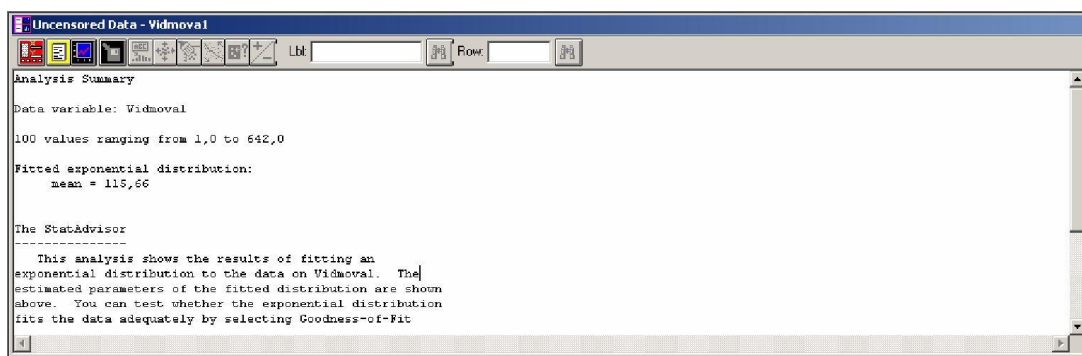 Uncensored Data - Vidmova1
Lbl: Row:
Analysis Summary
Data variable: Vidmova1
100 values ranging from 1,0 to 642,0
Fitted exponential distribution:
mean = 115,66
The StatAdvisor
---------------
This analysis shows the results of fitting an
exponential distribution to the data on Vidmova1. The
estimated parameters of the fitted distribution are shown
above. You can test whether the exponential distribution
fits the data adequately by selecting Goodness-of-Fit